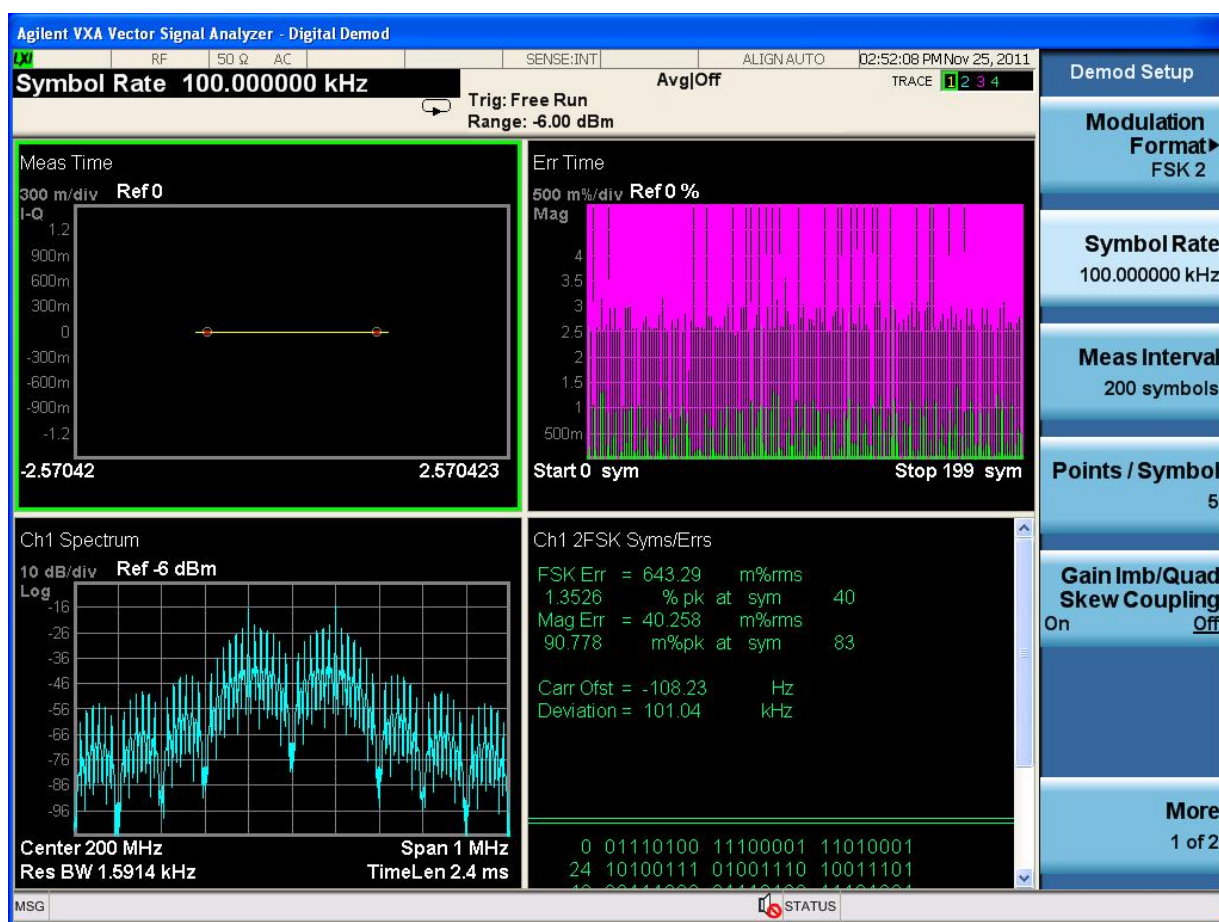 Agilent VXA Vector Signal Analyzer - Digital Demod
LXI RF 50 Ω AC SENSE:INT ALIGN AUTO 02:52:08 PM Nov 25, 2011
Symbol Rate 100.000000 kHz
Avg|Off
TRACE 1 2 3 4
Trig: Free Run
Range: -6.00 dBm
Meas Time
300 m/div Ref 0
I-Q
1.2
900m
600m
300m
0
-300m
-600m
-900m
-1.2
-2.57042 2.570423
Err Time
500 m%/div Ref 0 %
Mag
4
3.5
3
2.5
2
1.5
1
500m
Start 0 sym Stop 199 sym
Ch1 Spectrum
10 dB/div Ref -6 dBm
Log
-16
-26
-36
-46
-56
-66
-76
-86
-96
Center 200 MHz Span 1 MHz
Res BW 1.5914 kHz TimeLen 2.4 ms
Ch1 2FSK Syms/Errs
FSK Err = 643.29 m%rms
1.3526 % pk at sym 40
Mag Err = 40.258 m%rms
90.778 m%pk at sym 83
Carr Ofst = -108.23 Hz
Deviation = 101.04 kHz
0 01110100 11100001 11010001
24 10100111 01001110 10011101
Demod Setup
Modulation
Format
FSK 2
Symbol Rate
100.000000 kHz
Meas Interval
200 symbols
Points / Symbol
5
Gain Imb/Quad
Skew Coupling
On Off
More
1 of 2
MSG STATUS